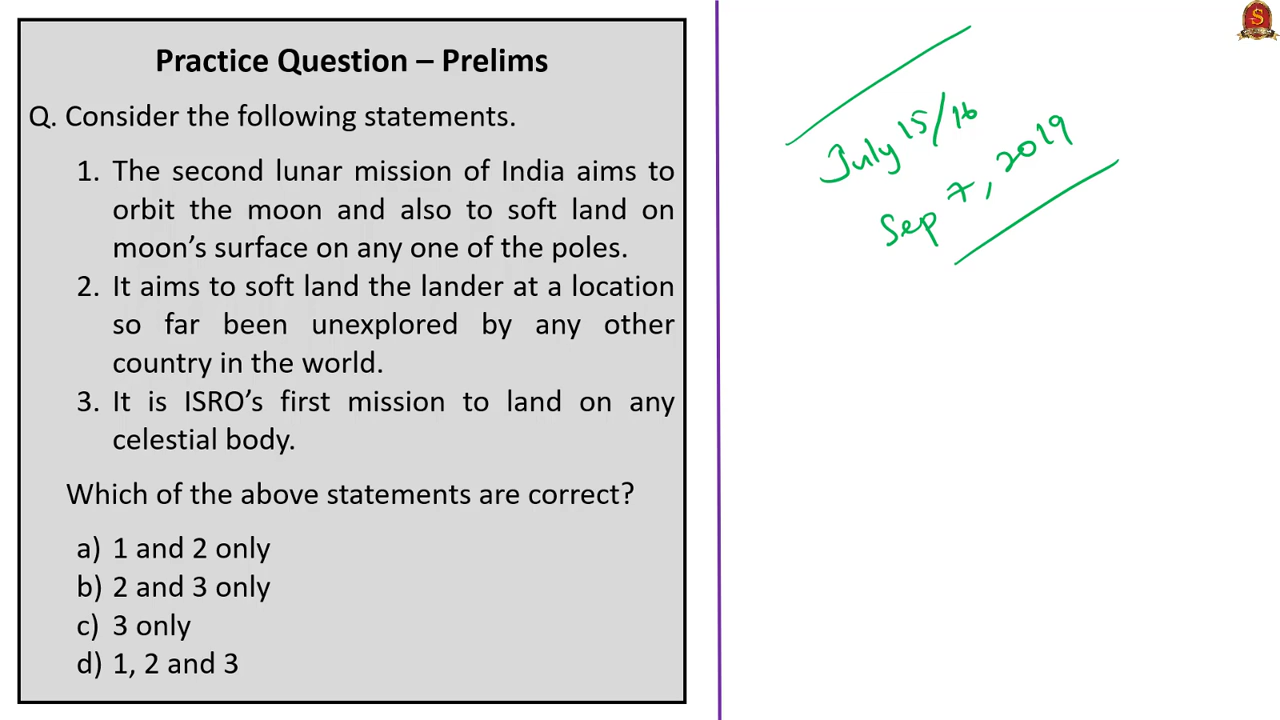 Practice Question – Prelims
Q. Consider the following statements.
1. The second lunar mission of India aims to
orbit the moon and also to soft land on
moon's surface on any one of the poles.
2. It aims to soft land the lander at a location
so far been unexplored by any other
country in the world.
3. It is ISRO's first mission to land on any
celestial body.
Which of the above statements are correct?
a) 1 and 2 only
b) 2 and 3 only
c) 3 only
d) 1, 2 and 3
July 15/16
Sep 7, 2019
S